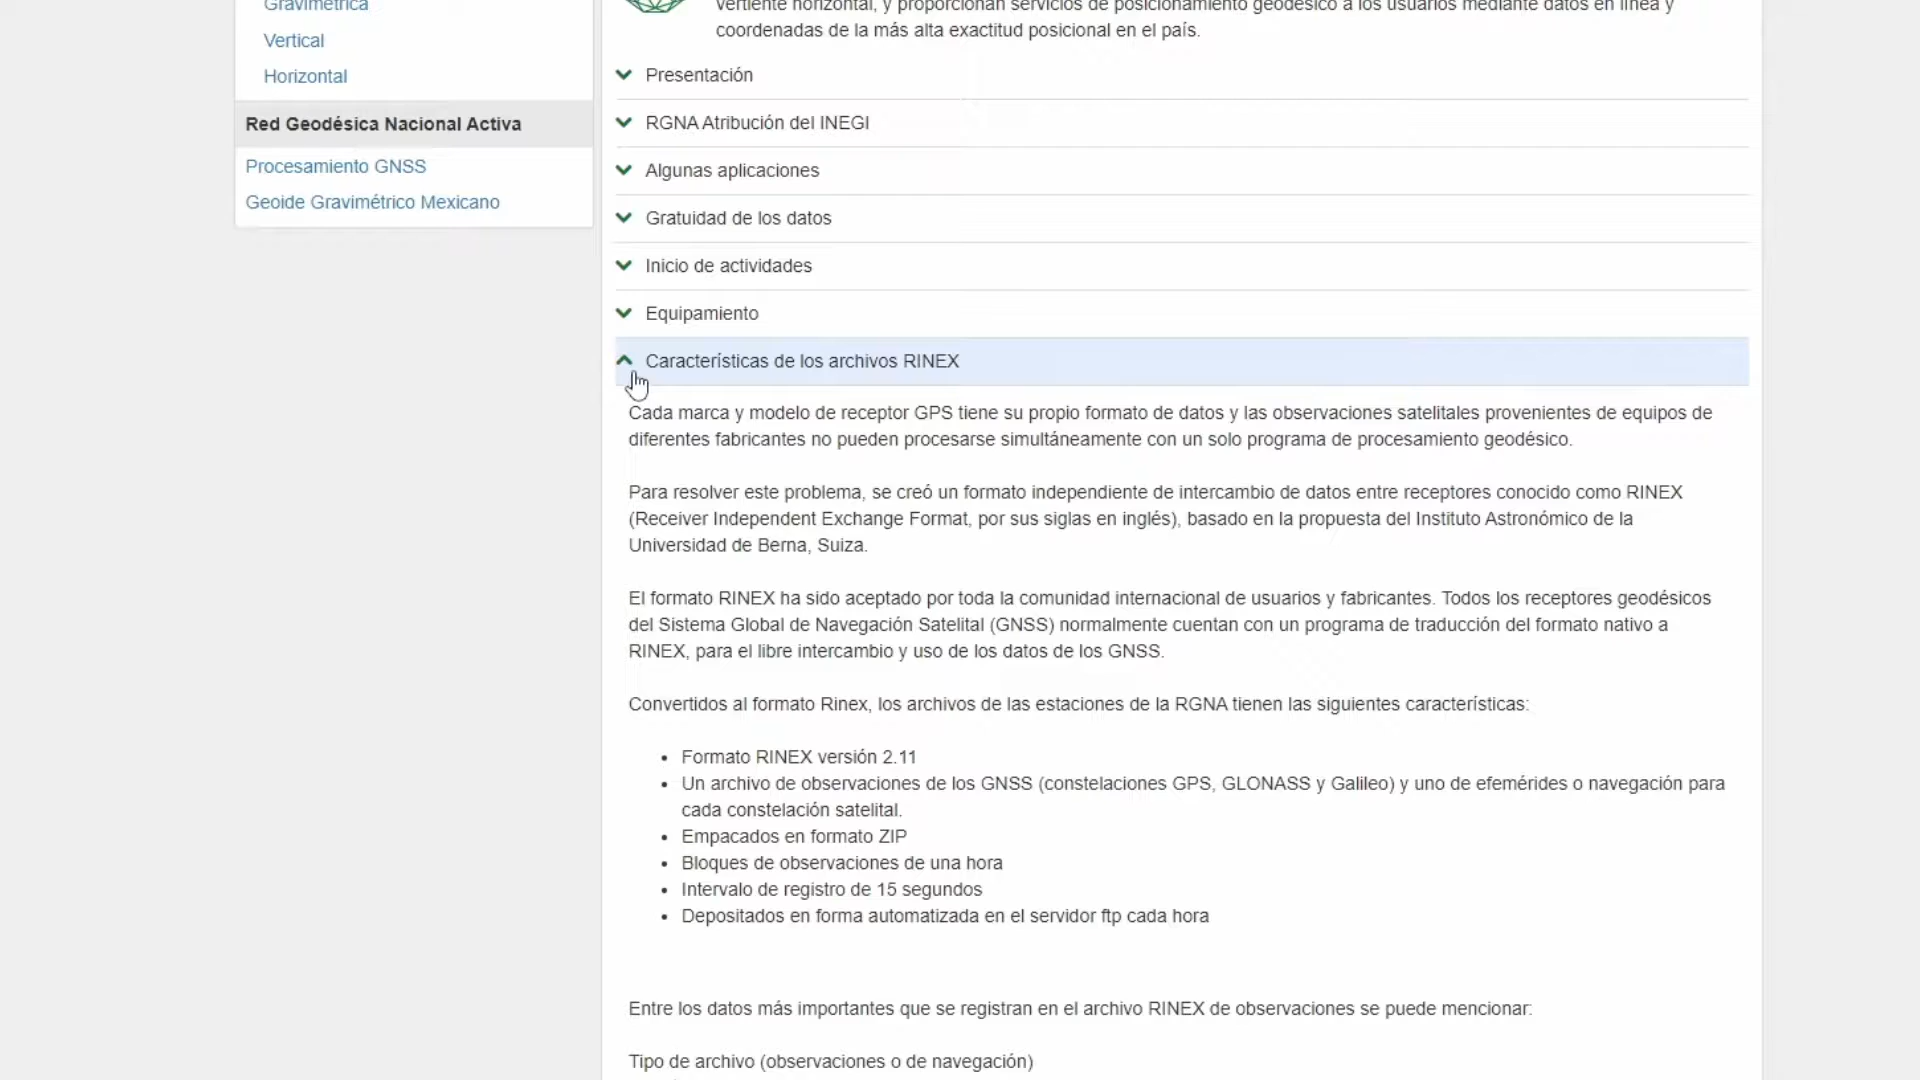 Gravimétrica
Vertical
Horizontal
Red Geodésica Nacional Activa
Procesamiento GNSS
Geoide Gravimétrico Mexicano
vertiente horizontal, y proporcionan servicios de posicionamiento geodésico a los usuarios mediante datos en línea y
coordenadas de la más alta exactitud posicional en el país.
Presentación
RGNA Atribución del INEGI
Algunas aplicaciones
Gratuidad de los datos
Inicio de actividades
Equipamiento
Características de los archivos RINEX
Cada marca y modelo de receptor GPS tiene su propio formato de datos y las observaciones satelitales provenientes de equipos de
diferentes fabricantes no pueden procesarse simultáneamente con un solo programa de procesamiento geodésico.
Para resolver este problema, se creó un formato independiente de intercambio de datos entre receptores conocido como RINEX
(Receiver Independent Exchange Format, por sus siglas en inglés), basado en la propuesta del Instituto Astronómico de la
Universidad de Berna, Suiza.
El formato RINEX ha sido aceptado por toda la comunidad internacional de usuarios y fabricantes. Todos los receptores geodésicos
del Sistema Global de Navegación Satelital (GNSS) normalmente cuentan con un programa de traducción del formato nativo a
RINEX, para el libre intercambio y uso de los datos de los GNSS.
Convertidos al formato Rinex, los archivos de las estaciones de la RGNA tienen las siguientes características:
• Formato RINEX versión 2.11
• Un archivo de observaciones de los GNSS (constelaciones GPS, GLONASS y Galileo) y uno de efemérides o navegación para
cada constelación satelital.
• Empacados en formato ZIP
• Bloques de observaciones de una hora
• Intervalo de registro de 15 segundos
• Depositados en forma automatizada en el servidor ftp cada hora
Entre los datos más importantes que se registran en el archivo RINEX de observaciones se puede mencionar:
Tipo de archivo (observaciones o de navegación)